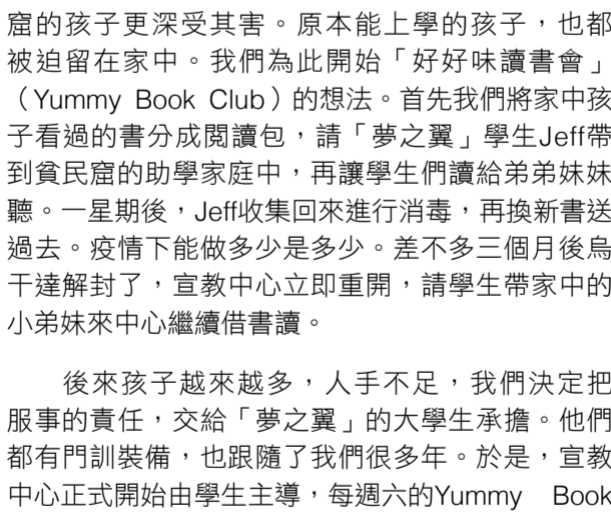 窟的孩子更深受其害。原本能上學的孩子，也都
被迫留在家中。我們為此開始「好好味讀書會」
（Yummy Book Club）的想法。首先我們將家中孩
子看過的書分成閱讀包，請「夢之翼」學生Jeff帶
到貧民窟的助學家庭中，再讓學生們讀給弟弟妹妹
聽。一星期後，Jeff收集回來進行消毒，再換新書送
過去。疫情下能做多少是多少。差不多三個月後烏
干達解封了，宣教中心立即重開，請學生帶家中的
小弟妹來中心繼續借書讀。
後來孩子越來越多，人手不足，我們決定把
服事的責任，交給「夢之翼」的大學生承擔。他們
都有門訓裝備，也跟隨了我們很多年。於是，宣教
中心正式開始由學生主導，每週六的Yummy Book